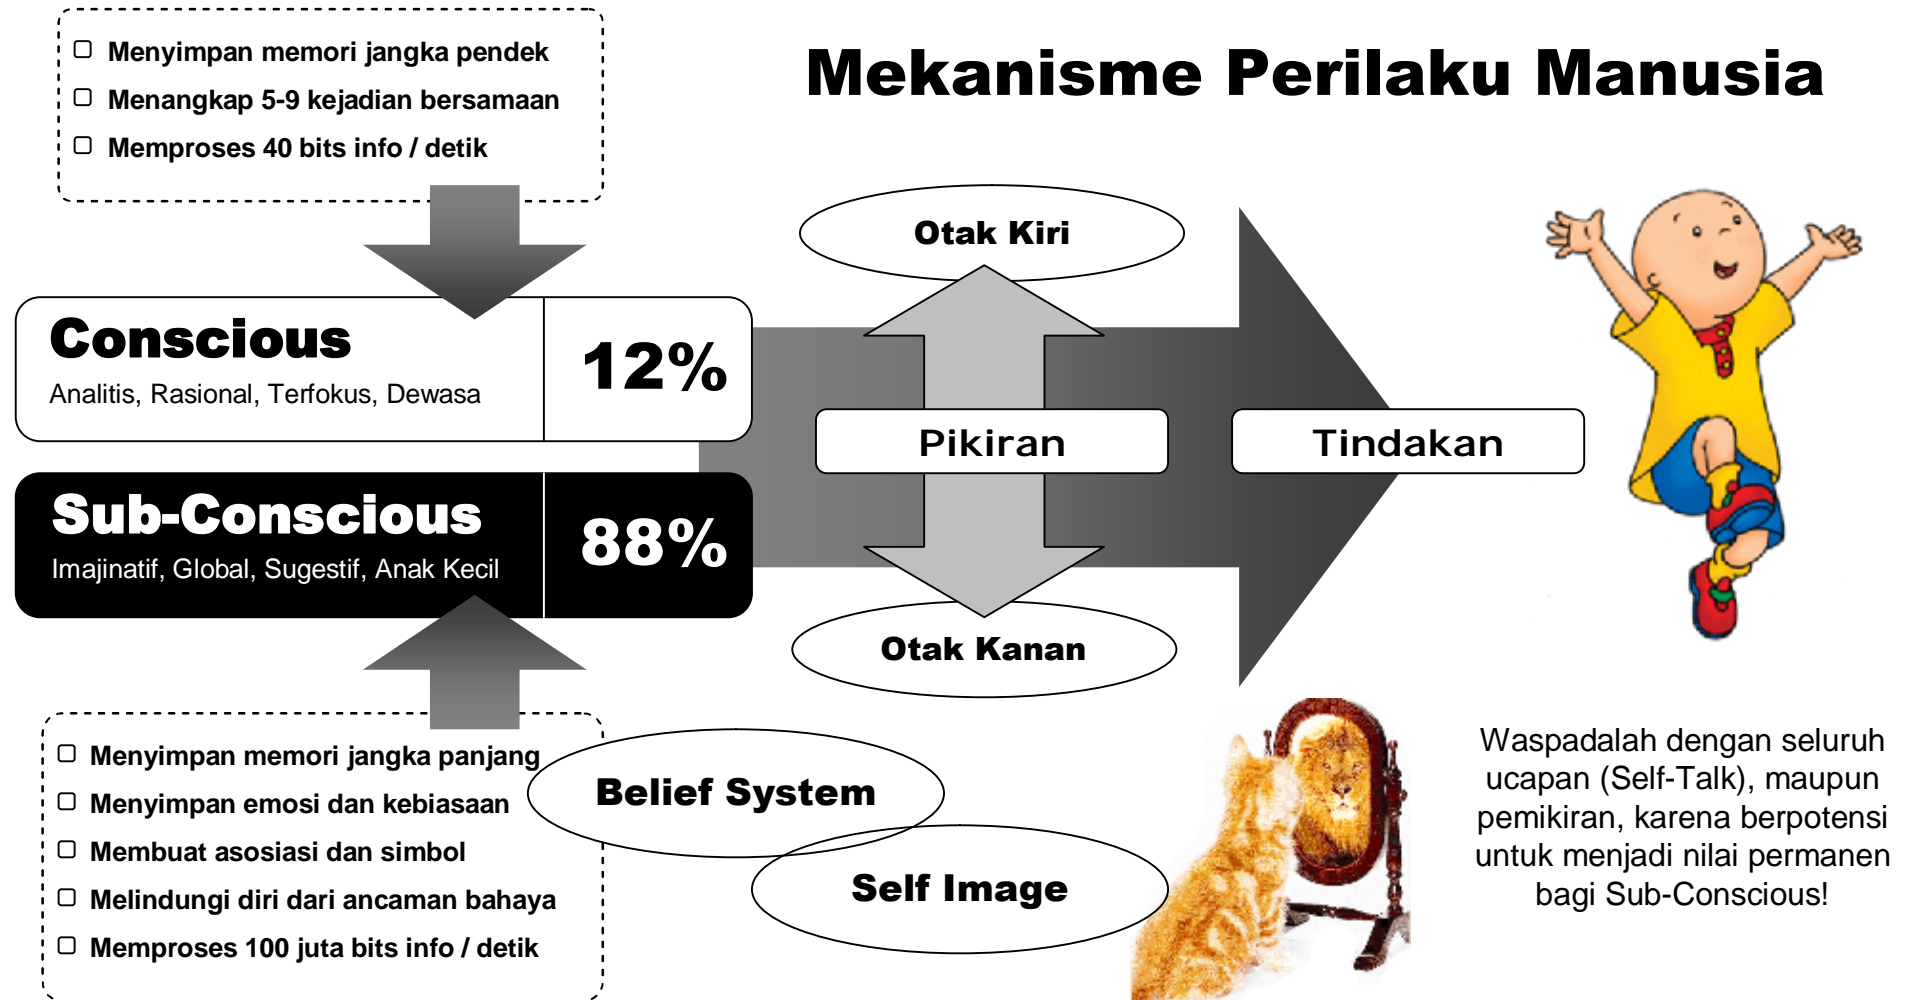 Mekanisme Perilaku Manusia
Menyimpan memori jangka pendek
Menangkap 5-9 kejadian bersamaan
Memproses 40 bits info / detik
Conscious
Analitis, Rasional, Terfokus, Dewasa
12%
Sub-Conscious
Imajinatif, Global, Sugestif, Anak Kecil
88%
Otak Kiri
Pikiran
Tindakan
Otak Kanan
Menyimpan memori jangka panjang
Menyimpan emosi dan kebiasaan
Membuat asosiasi dan simbol
Melindungi diri dari ancaman bahaya
Memproses 100 juta bits info / detik
Belief System
Self Image
Waspadalah dengan seluruh
ucapan (Self-Talk), maupun
pemikiran, karena berpotensi
untuk menjadi nilai permanen
bagi Sub-Conscious!